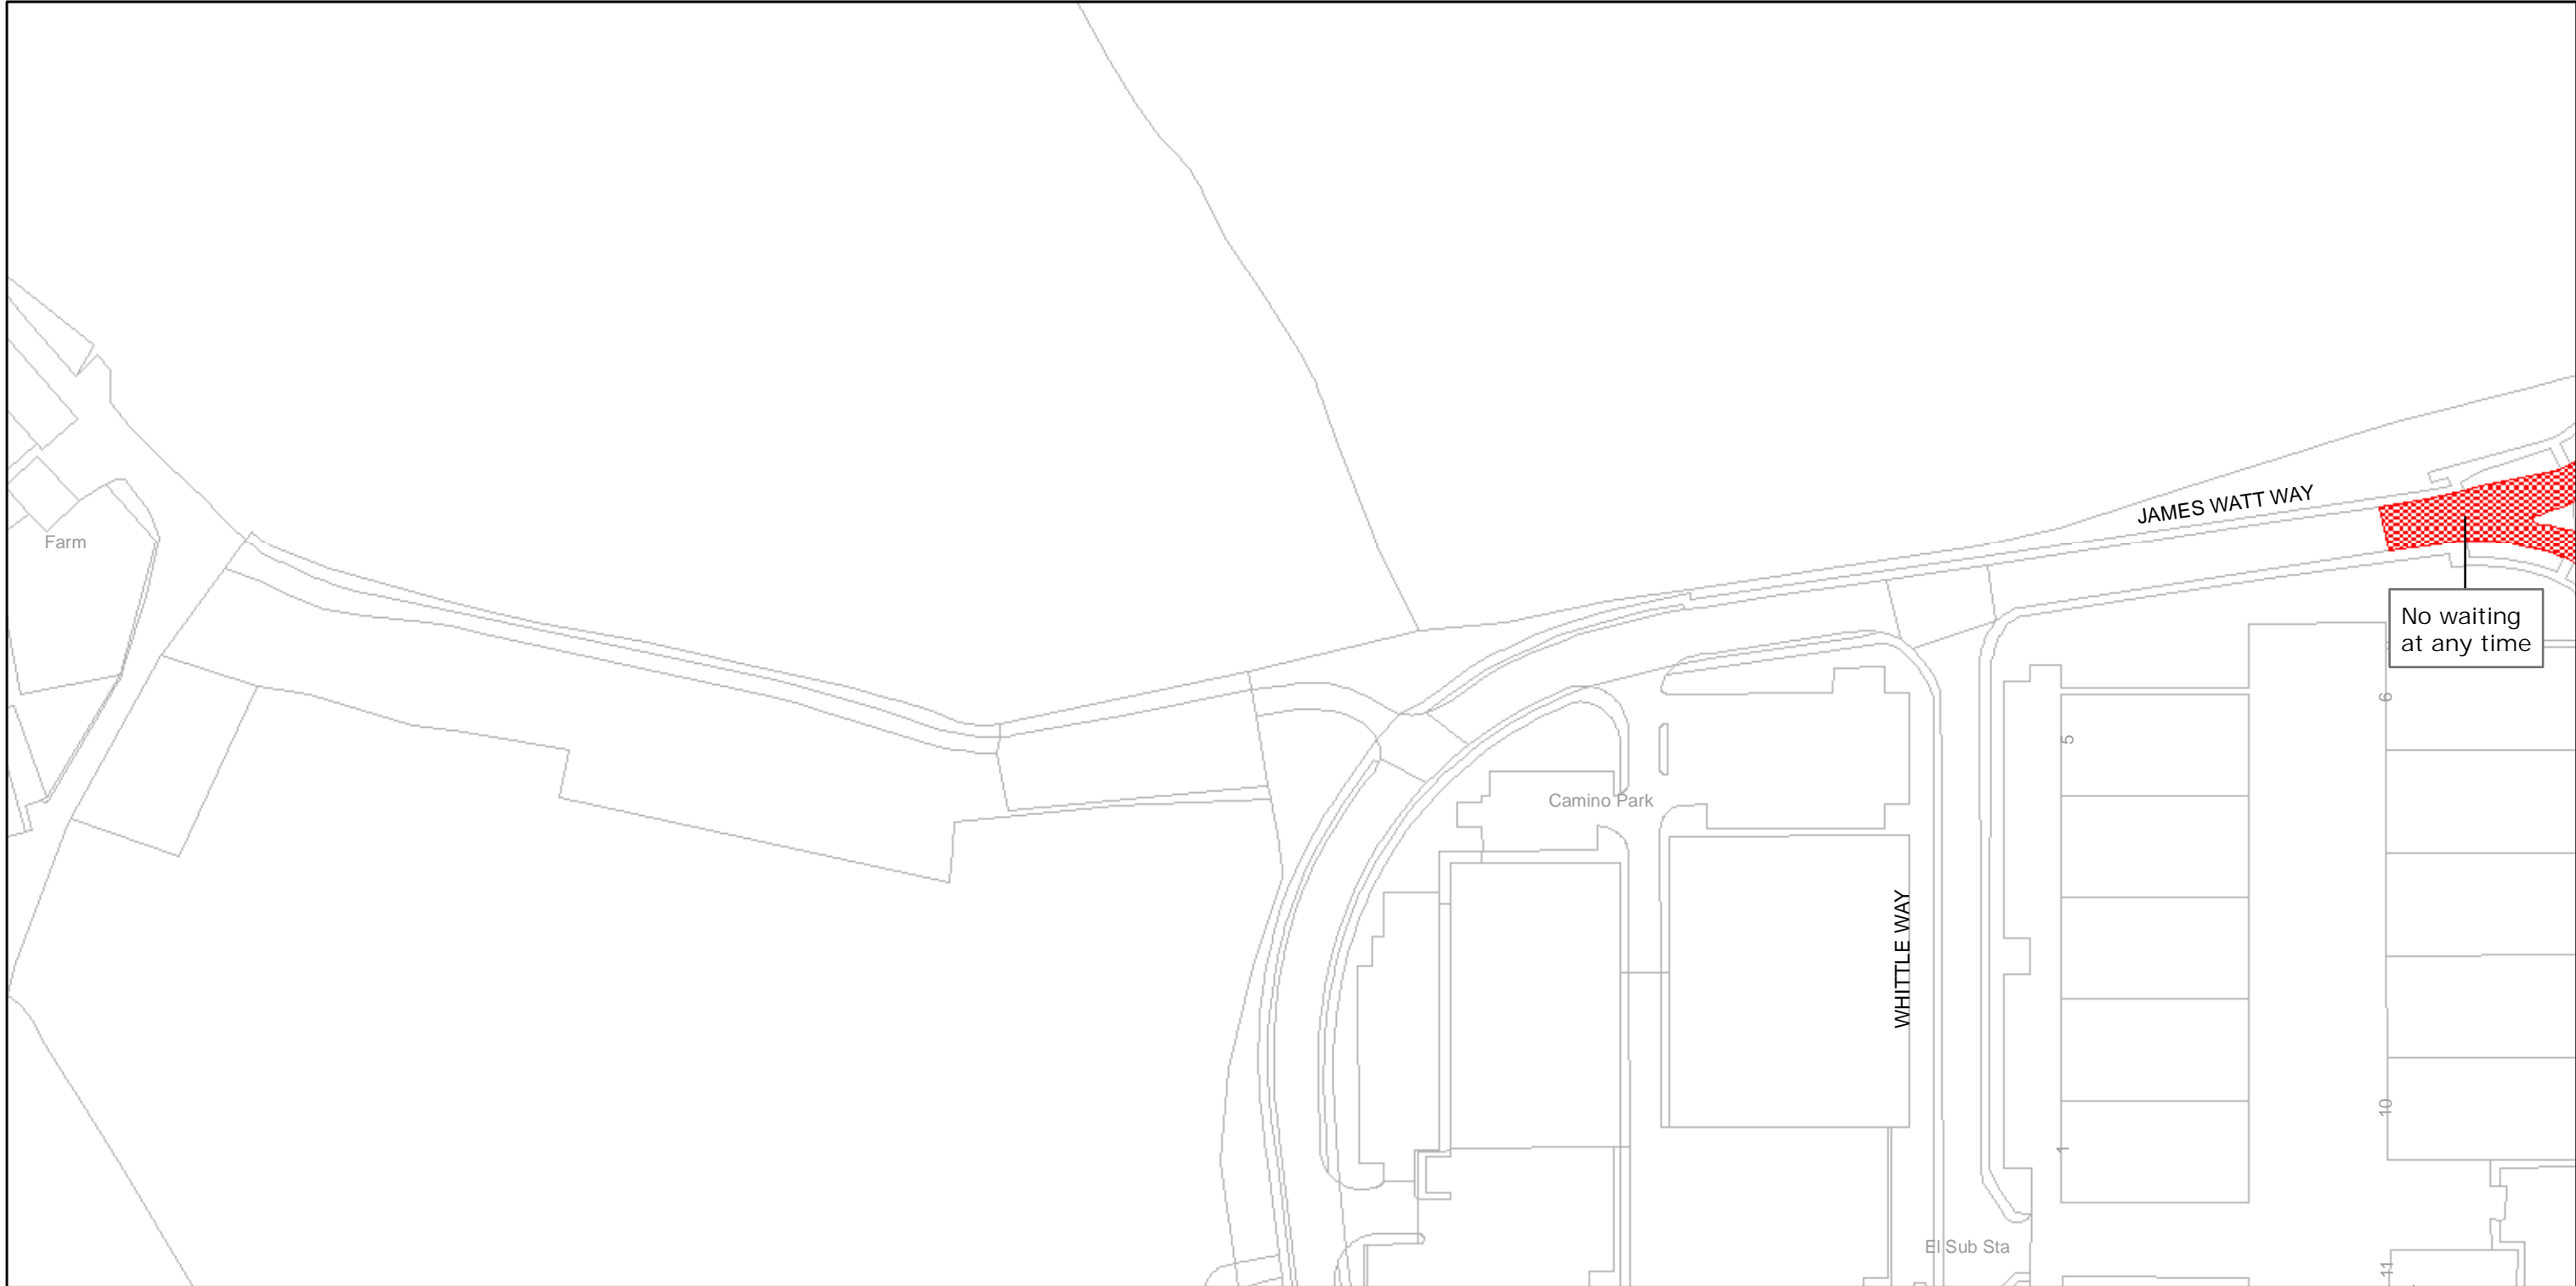 JAMES WATT WAY
Farm
No waiting
at any time
6
5
Camino Park
WHITTLE WAY
10
1
El Sub Sta
11